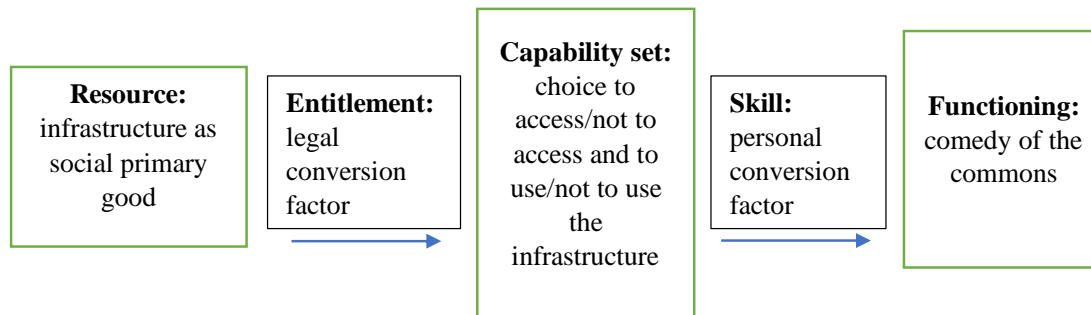 Resource:
infrastructure as
social primary
good
Entitlement:
legal
conversion
factor
Capability set:
choice to
access/not to
access and to
use/not to use
the
infrastructure
Skill:
personal
conversion
factor
Functioning:
comedy of the
commons